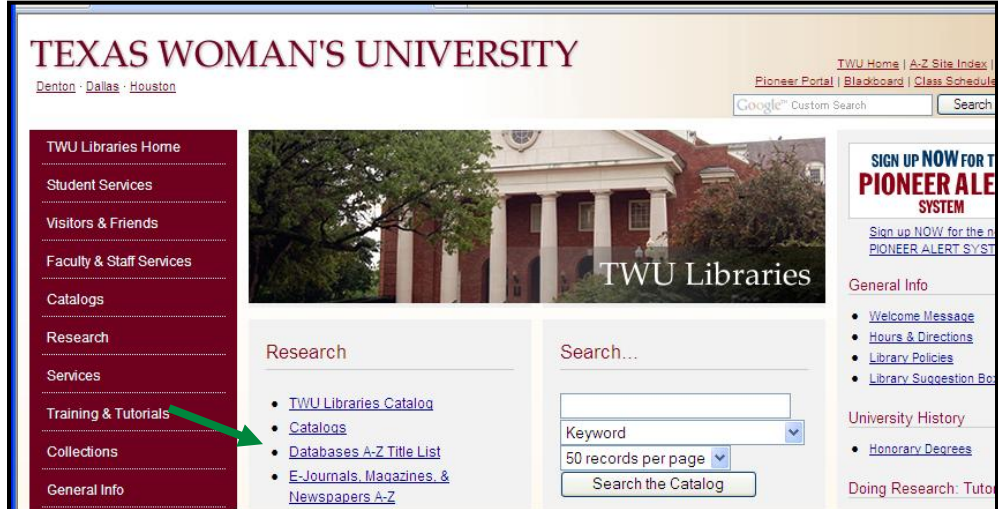 TEXAS WOMAN'S UNIVERSITY
Denton · Dallas · Houston
TWU Home | A-Z Site Index |
Pioneer Portal | Blackboard | Class Schedule
Google™ Custom Search
Search
TWU Libraries Home
Student Services
Visitors & Friends
Faculty & Staff Services
Catalogs
Research
Services
Training & Tutorials
Collections
General Info
TWU Libraries
Research
• TWU Libraries Catalog
• Catalogs
• Databases A-Z Title List
• E-Journals, Magazines, &
Newspapers A-Z
Search...
Keyword
50 records per page
Search the Catalog
SIGN UP NOW FOR T
PIONEER ALE
SYSTEM
Sign up NOW for the n
PIONEER ALERT SYST
General Info
• Welcome Message
• Hours & Directions
• Library Policies
• Library Suggestion Box
University History
• Honorary Degrees
Doing Research: Tutor